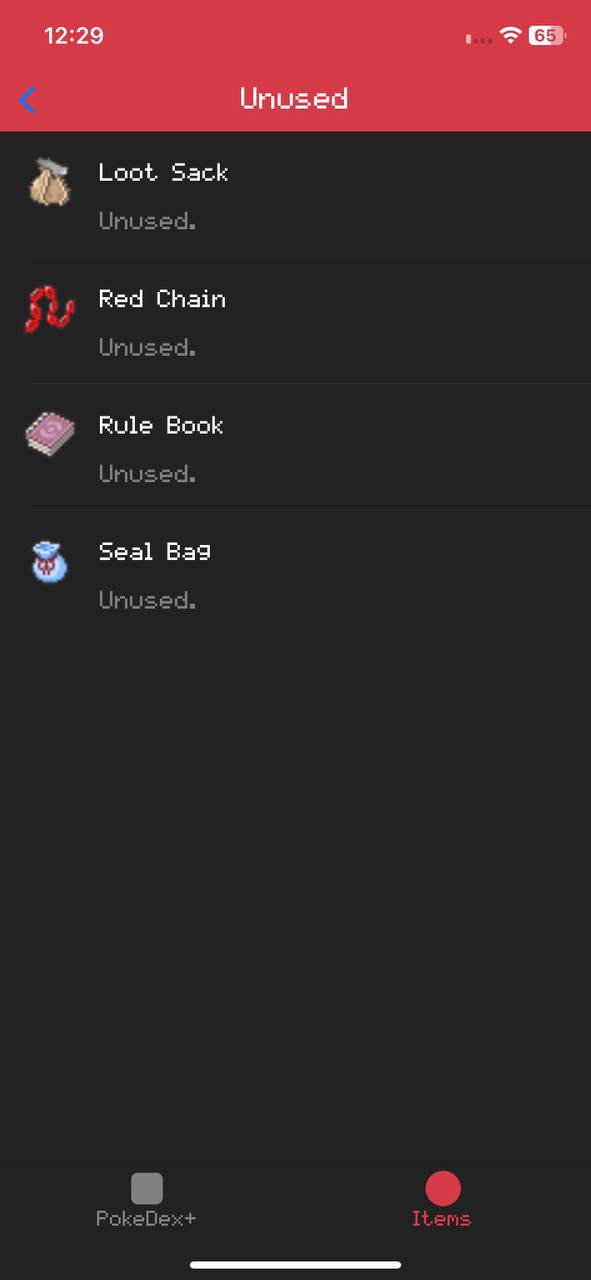 12:29
65
Unused
Loot Sack
Unused.
Red Chain
Unused.
Rule Book
Unused.
Seal Bag
Unused.
PokeDex+
Items